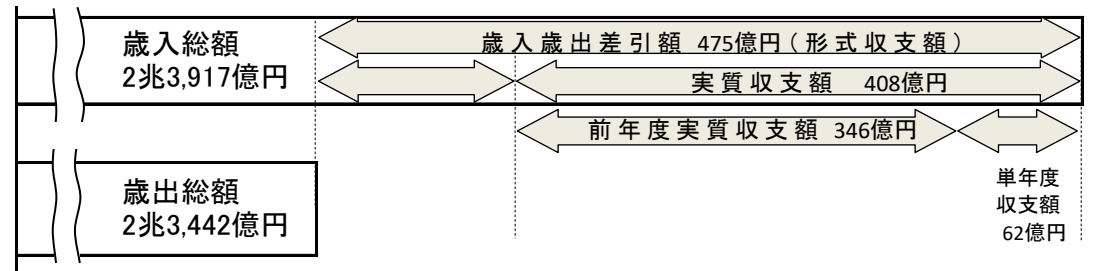 歳入総額
2兆3,917億円
歳入歳出差引額 475億円(形式収支額)
実質収支額 408億円
前年度実質収支額 346億円
歳出総額
2兆3,442億円
単年度
収支額
62億円